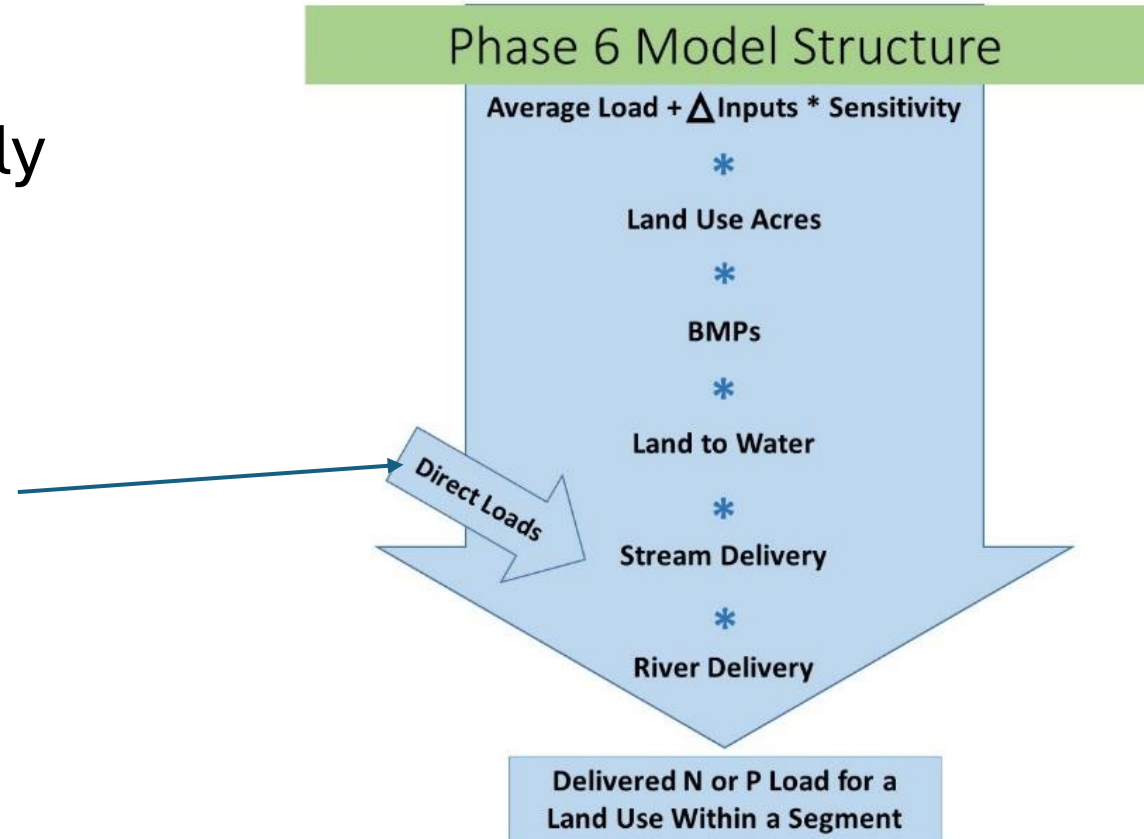 Phase 6 Model Structure
ly
Average Load + Δ Inputs * Sensitivity
*
Land Use Acres
*
BMPs
*
Land to Water
Direct Loads
*
Stream Delivery
*
River Delivery
Delivered N or P Load for a
Land Use Within a Segment